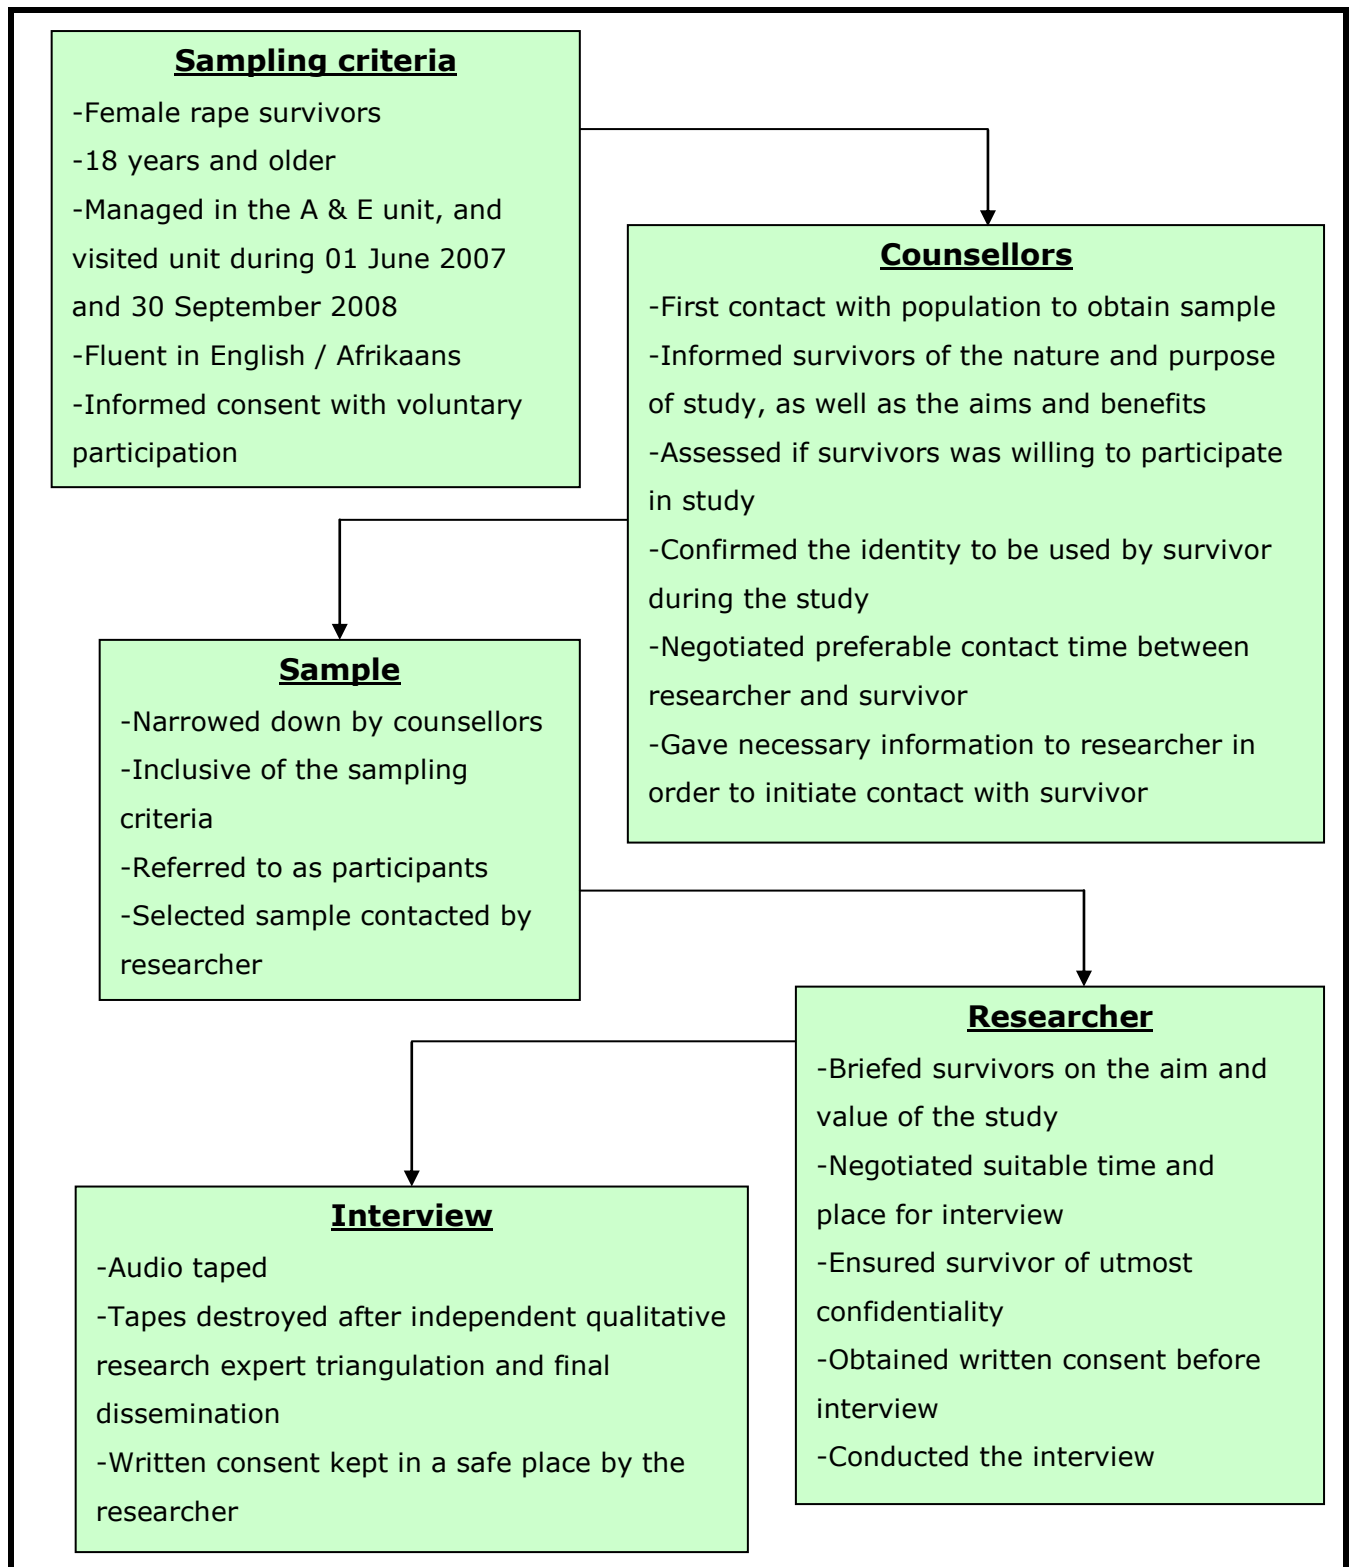 Sampling criteria
-Female rape survivors
-18 years and older
-Managed in the A & E unit, and
visited unit during 01 June 2007
and 30 September 2008
-Fluent in English / Afrikaans
-Informed consent with voluntary
participation
Counsellors
-First contact with population to obtain sample
-Informed survivors of the nature and purpose
of study, as well as the aims and benefits
-Assessed if survivors was willing to participate
in study
-Confirmed the identity to be used by survivor
during the study
-Negotiated preferable contact time between
researcher and survivor
-Gave necessary information to researcher in
order to initiate contact with survivor
Sample
-Narrowed down by counsellors
-Inclusive of the sampling
criteria
-Referred to as participants
-Selected sample contacted by
researcher
Researcher
-Briefed survivors on the aim and
value of the study
-Negotiated suitable time and
place for interview
-Ensured survivor of utmost
confidentiality
-Obtained written consent before
interview
-Conducted the interview
Interview
-Audio taped
-Tapes destroyed after independent qualitative
research expert triangulation and final
dissemination
-Written consent kept in a safe place by the
researcher